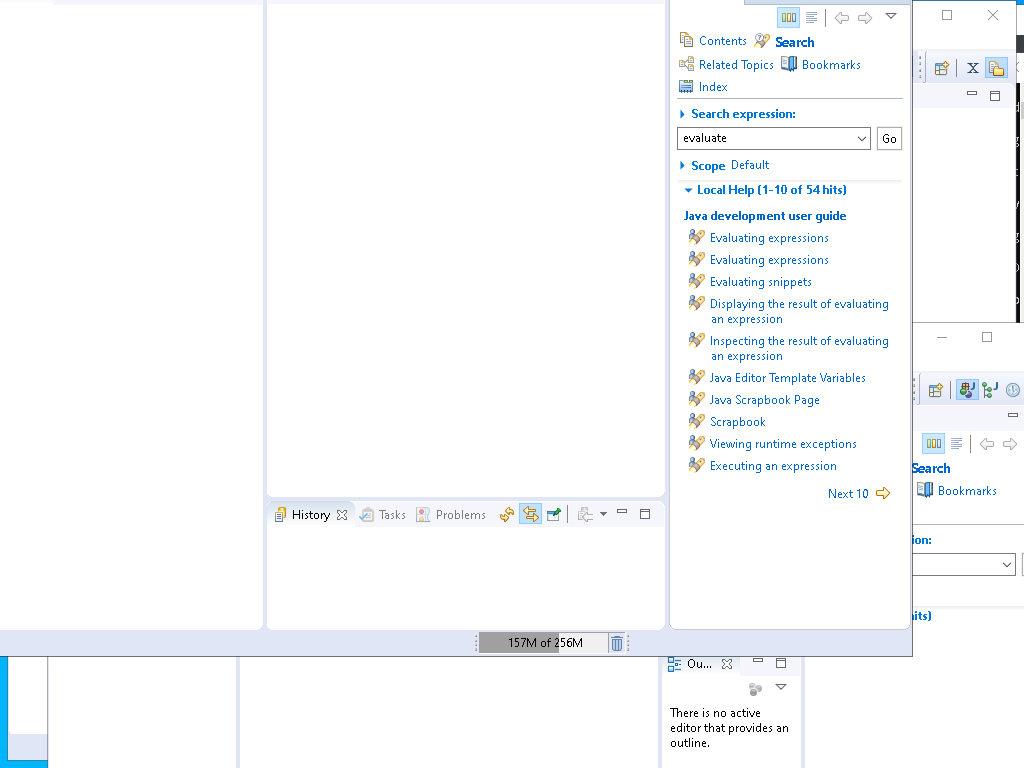 Contents Search
Related Topics Bookmarks
Index
Search expression:
evaluate Go
Scope Default
Local Help (1-10 of 54 hits)
Java development user guide
Evaluating expressions
Evaluating expressions
Evaluating snippets
Displaying the result of evaluating
an expression
Inspecting the result of evaluating
an expression
Java Editor Template Variables
Java Scrapbook Page
Scrapbook
Viewing runtime exceptions
Executing an expression
Next 10
History Tasks Problems
157M of 256M
X
Search
Bookmarks
ion:
hits)
Ou...
There is no active
editor that provides an
outline.